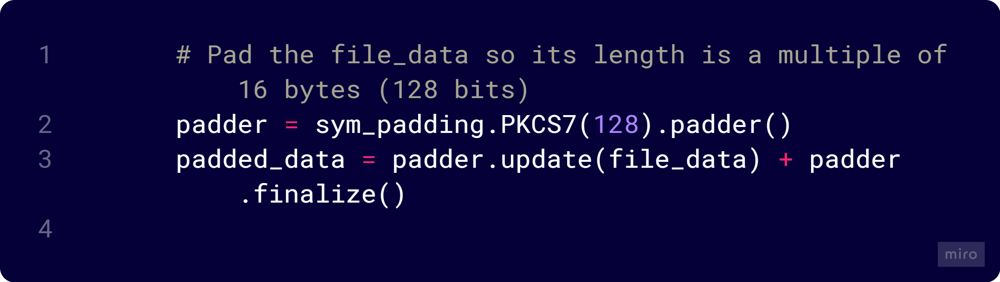 1 # Pad the file_data so its length is a multiple of
16 bytes (128 bits)
2 padder = sym_padding.PKCS7(128).padder()
3 padded_data = padder.update(file_data) + padder
.finalize()
4
miro